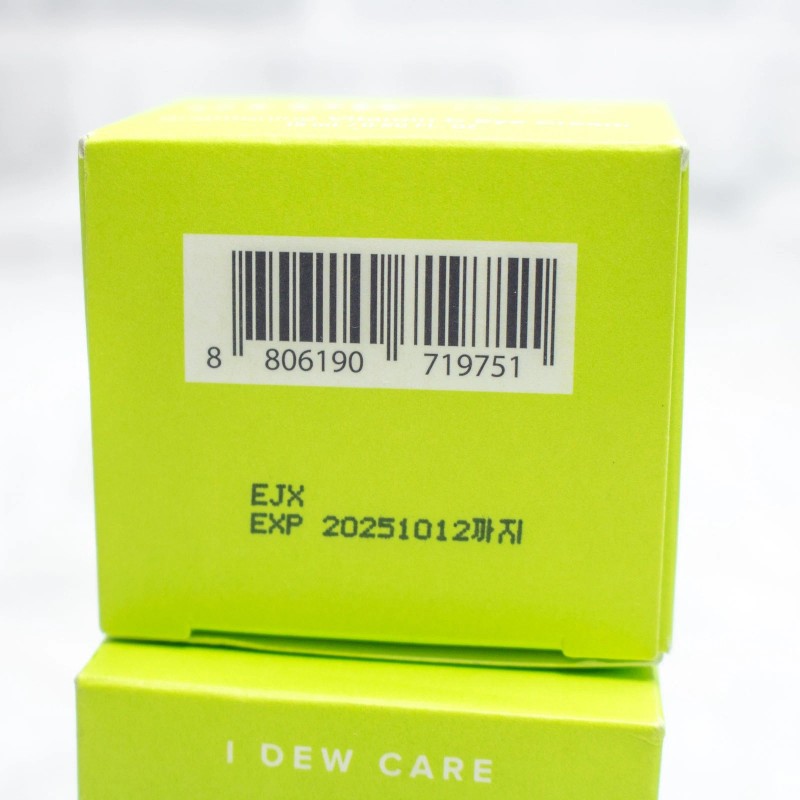 8 806190 719751
EJX
EXP 20251012까지
I DEW CARE